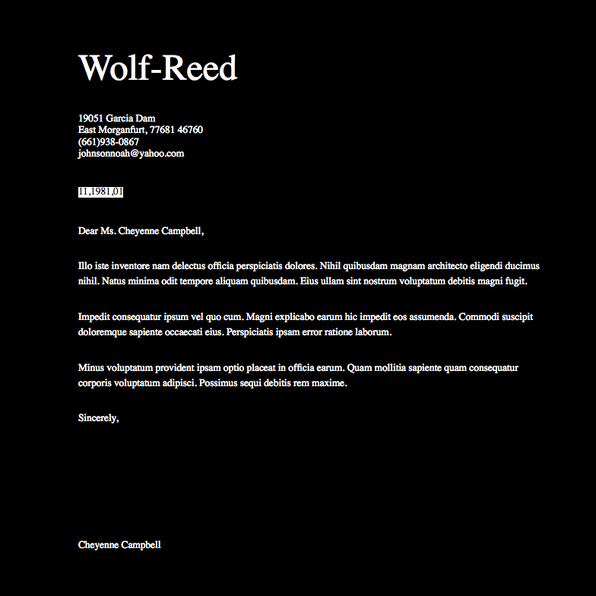 Wolf-Reed
19051 Garcia Dam
East Morganfurt, 77681 46760
(661)938-0867
johnsonnoah@yahoo.com
11,1981,01
Dear Ms. Cheyenne Campbell,
Illo iste inventore nam delectus officia perspiciatis dolores. Nihil quibusdam magnam architecto eligendi ducimus
nihil. Natus minima odit tempore aliquam quibusdam. Eius ullam sint nostrum voluptatum debitis magni fugit.
Impedit consequatur ipsum vel quo cum. Magni explicabo earum hic impedit eos assumenda. Commodi suscipit
doloremque sapiente occaecati eius. Perspiciatis ipsam error ratione laborum.
Minus voluptatum provident ipsam optio placeat in officia earum. Quam mollitia sapiente quam consequatur
corporis voluptatum adipisci. Possimus sequi debitis rem maxime.
Sincerely,
Cheyenne Campbell